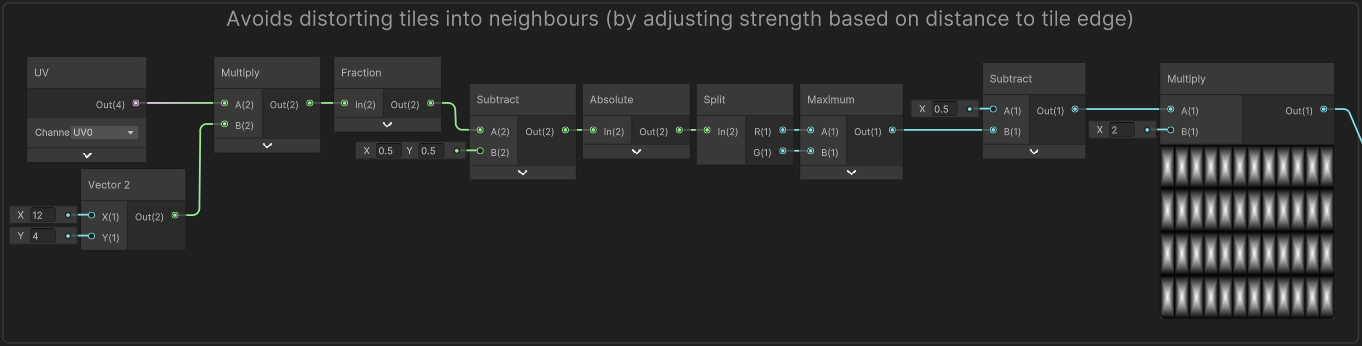 Avoids distorting tiles into neighbours (by adjusting strength based on distance to tile edge)
UV
Out(4)
Channe UV0
Vector 2
X 12 X(1) Out(2)
Y 4 Y(1)
Multiply
A(2) Out(2)
B(2)
Fraction
In(2) Out(2)
Subtract
A(2) Out(2)
X 0.5 Y 0.5 B(2)
Absolute
In(2) Out(2)
Split
In(2) R(1)
G(1)
Maximum
A(1) Out(1)
B(1)
Subtract
X 0.5 A(1) Out(1)
B(1)
Multiply
A(1) Out(1)
X 2 B(1)